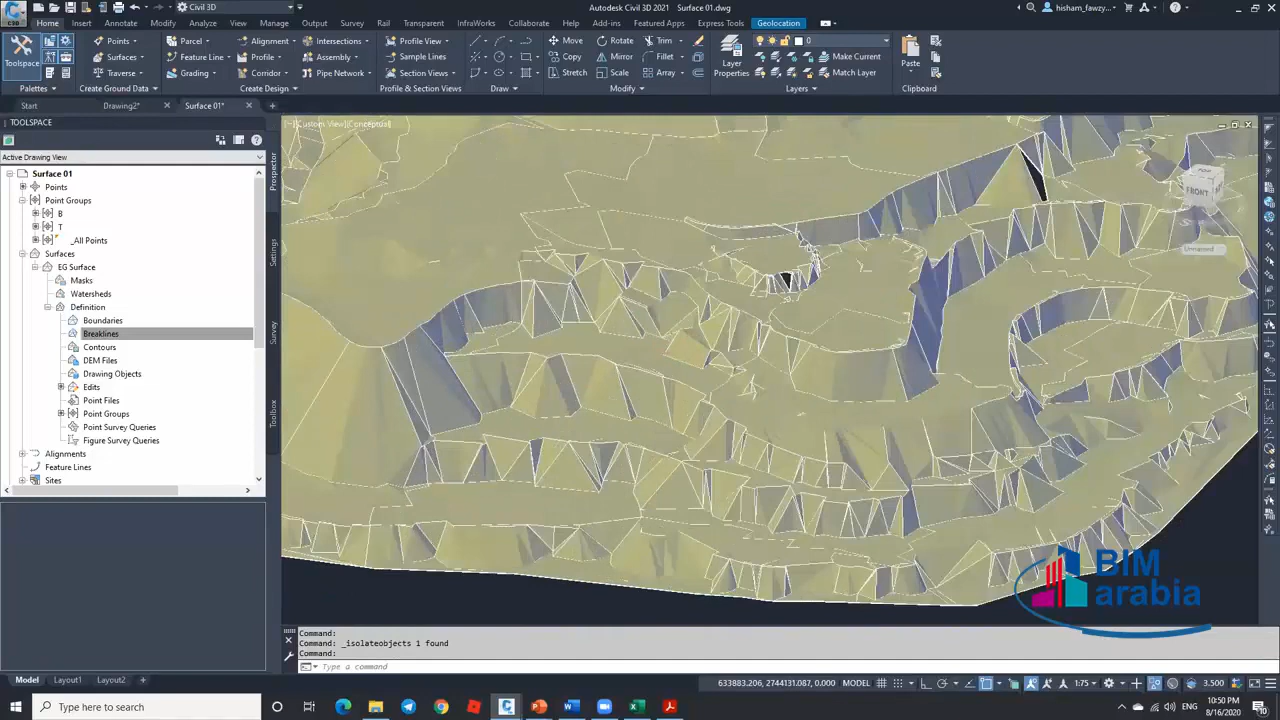 Autodesk Civil 3D 2021 Surface 01.dwg
Civil 3D
hisham_fawzy...
Home Insert Annotate Modify Analyze View Manage Output Survey Rail Transparent InfraWorks Collaborate Help Add-ins Featured Apps Express Tools Geolocation
Toolspace
Points
Surfaces
Traverse
Parcel
Feature Line
Grading
Alignment
Profile
Corridor
Intersections
Assembly
Pipe Network
Profile View
Sample Lines
Section Views
Move
Copy
Stretch
Rotate
Mirror
Scale
Trim
Fillet
Array
Layer
Properties
0
Make Current
Match Layer
Paste
Palettes
Create Ground Data
Create Design
Profile & Section Views
Draw
Modify
Layers
Clipboard
Start
Drawing2*
Surface 01*
TOOLSPACE
Active Drawing View
Surface 01
Points
Point Groups
B
T
_All Points
Surfaces
EG Surface
Masks
Watersheds
Definition
Boundaries
Breaklines
Contours
DEM Files
Drawing Objects
Edits
Point Files
Point Groups
Point Survey Queries
Figure Survey Queries
Alignments
Feature Lines
Sites
Prospector
Settings
Survey
Toolbox
[−][Custom View][Conceptual]
FRONT
Unnamed
BIM
arabia
Command:
Command: _isolateobjects 1 found
Command:
Type a command
Model Layout1 Layout2
633883.206, 2744131.087, 0.000 MODEL
1:75
3.500
Type here to search
10:50 PM
8/16/2020